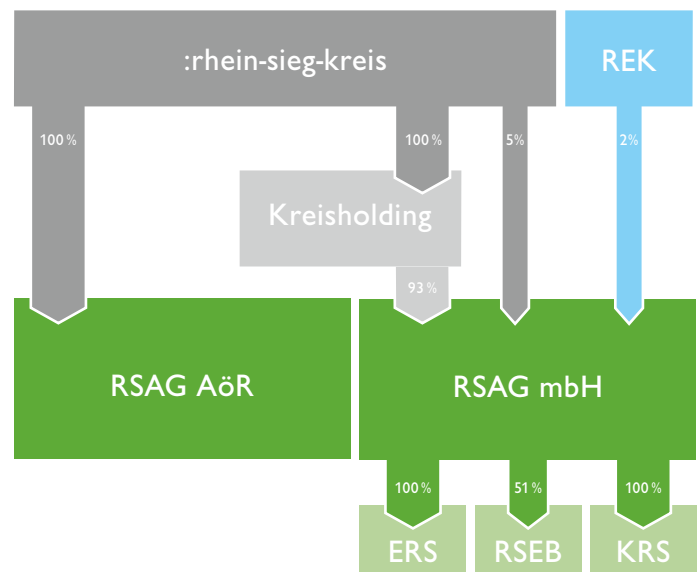 :rhein-sieg-kreis
REK
100 %
100 %
5%
2%
Kreisholding
93 %
RSAG AöR
RSAG mbH
100 %
51 %
100 %
ERS
RSEB
KRS